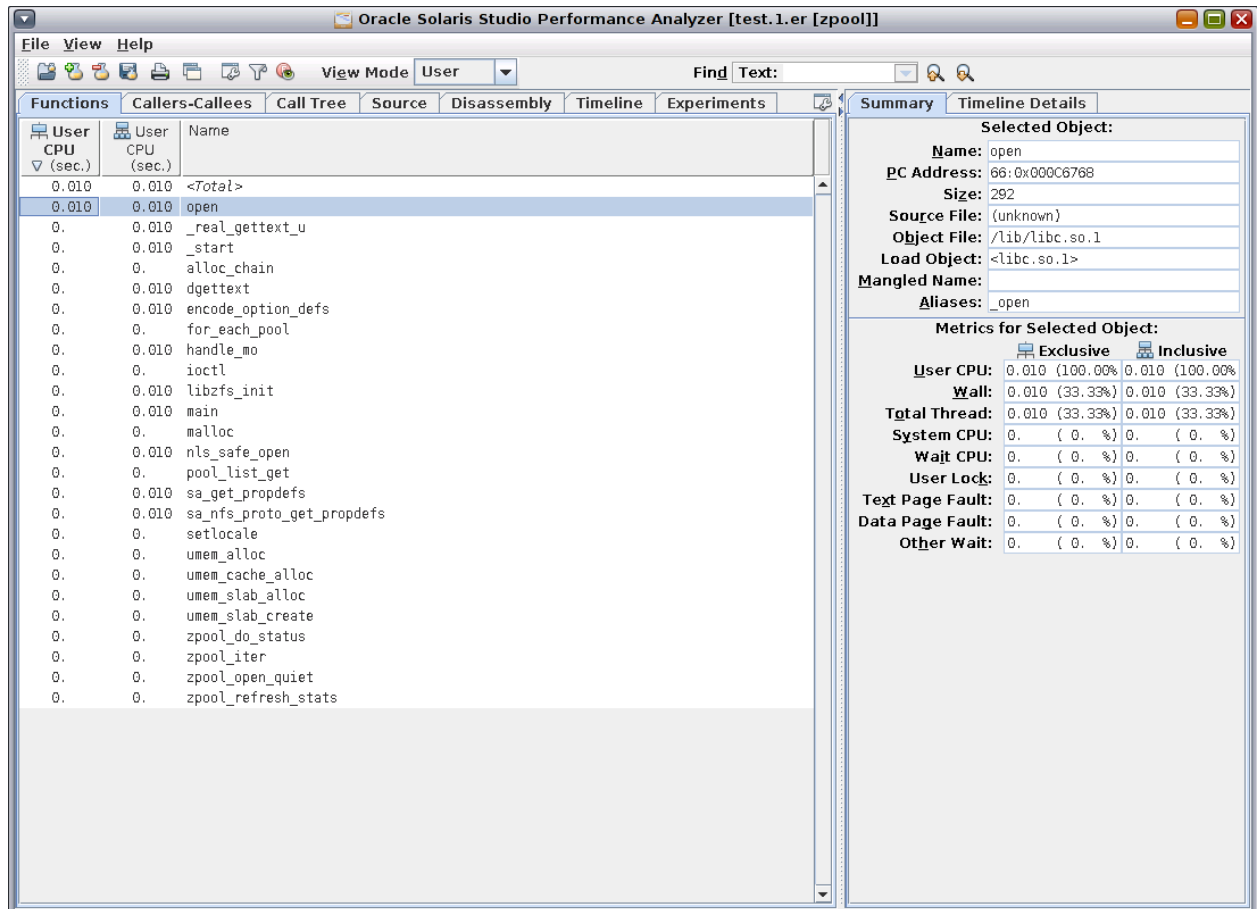 Oracle Solaris Studio Performance Analyzer [test.1.er [zpool]]
File View Help
View Mode User Find Text:
Functions Callers-Callees Call Tree Source Disassembly Timeline Experiments
User CPU (sec.) User CPU (sec.) Name
0.010 0.010 <Total>
0.010 0.010 open
0. 0.010 _real_gettext_u
0. 0.010 _start
0. 0. alloc_chain
0. 0.010 dgettext
0. 0.010 encode_option_defs
0. 0. for_each_pool
0. 0.010 handle_mo
0. 0. ioctl
0. 0.010 libzfs_init
0. 0.010 main
0. 0. malloc
0. 0.010 nls_safe_open
0. 0. pool_list_get
0. 0.010 sa_get_propdefs
0. 0.010 sa_nfs_proto_get_propdefs
0. 0. setlocale
0. 0. umem_alloc
0. 0. umem_cache_alloc
0. 0. umem_slab_alloc
0. 0. umem_slab_create
0. 0. zpool_do_status
0. 0. zpool_iter
0. 0. zpool_open_quiet
0. 0. zpool_refresh_stats
Summary Timeline Details
Selected Object:
Name: open
PC Address: 66:0x000C6768
Size: 292
Source File: (unknown)
Object File: /lib/libc.so.1
Load Object: <libc.so.1>
Mangled Name:
Aliases: _open
Metrics for Selected Object:
Exclusive Inclusive
User CPU: 0.010 (100.00% 0.010 (100.00%
Wall: 0.010 (33.33%) 0.010 (33.33%)
Total Thread: 0.010 (33.33%) 0.010 (33.33%)
System CPU: 0. ( 0. %) 0. ( 0. %)
Wait CPU: 0. ( 0. %) 0. ( 0. %)
User Lock: 0. ( 0. %) 0. ( 0. %)
Text Page Fault: 0. ( 0. %) 0. ( 0. %)
Data Page Fault: 0. ( 0. %) 0. ( 0. %)
Other Wait: 0. ( 0. %) 0. ( 0. %)